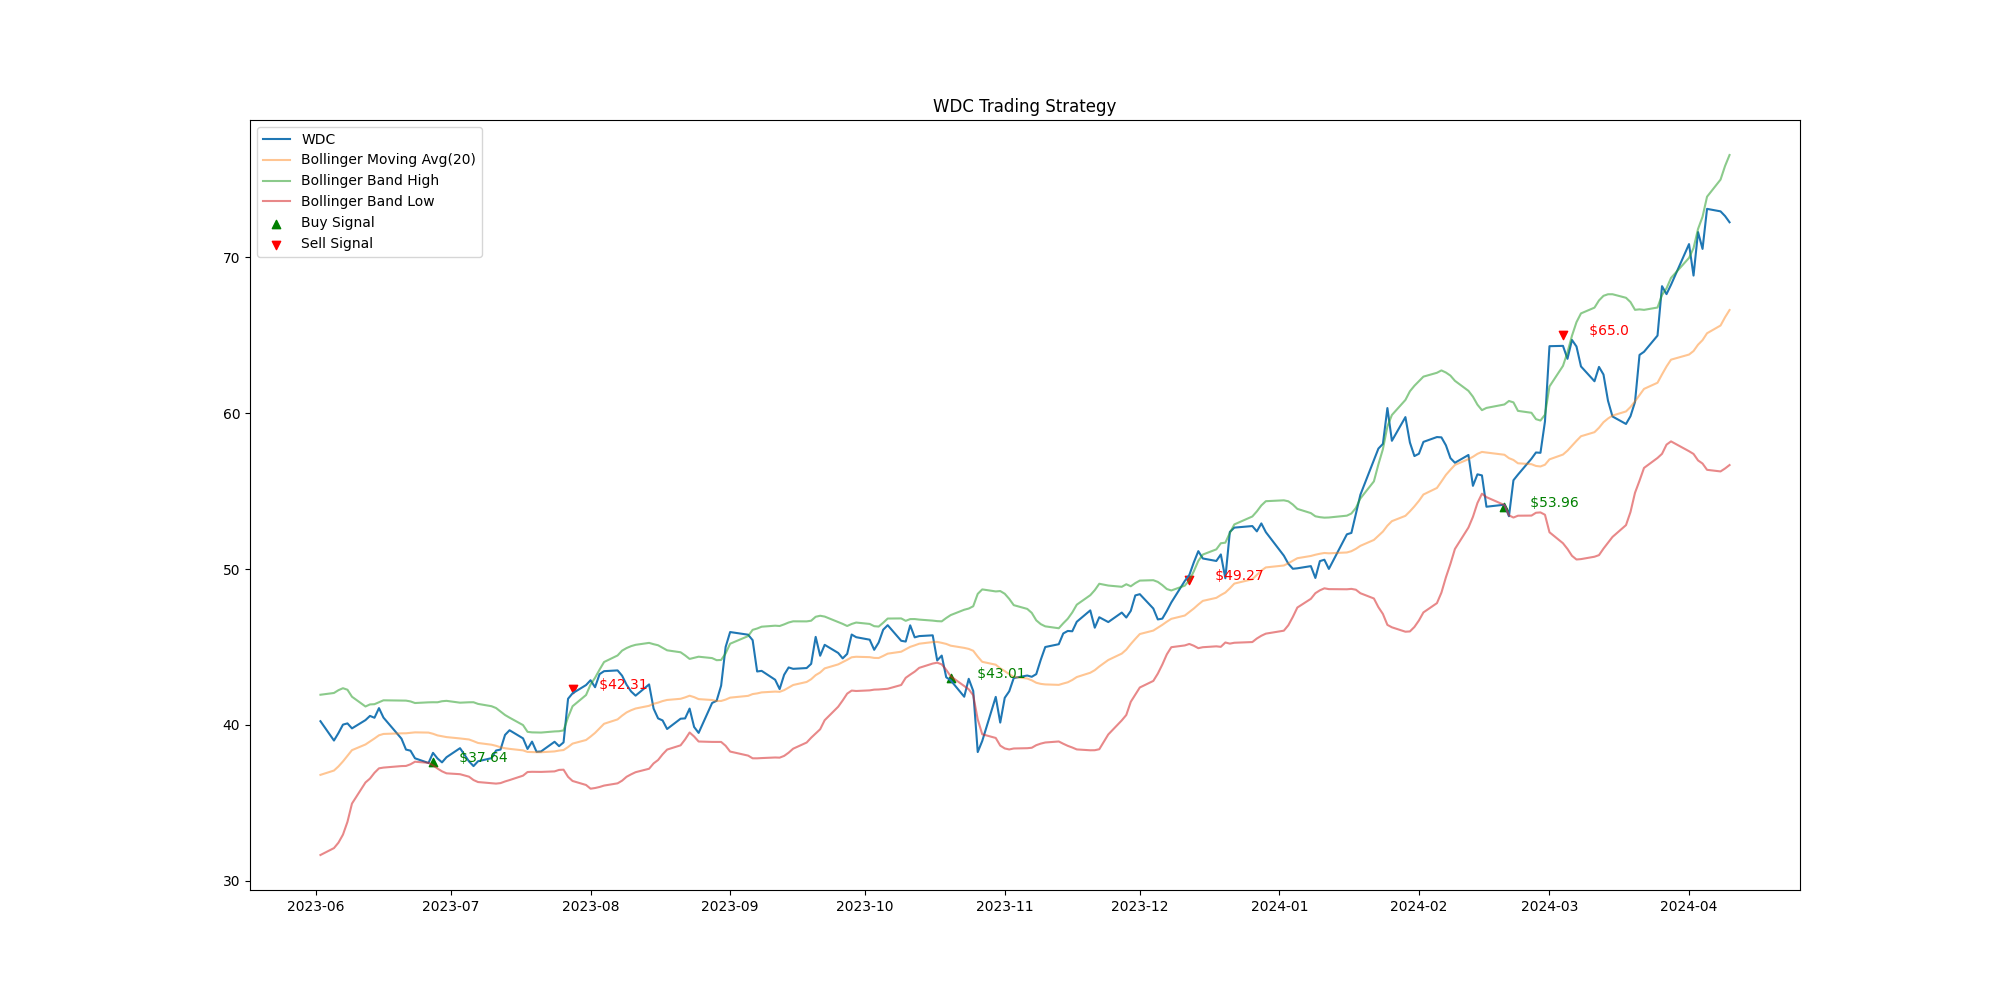 WDC Trading Strategy
WDC
Bollinger Moving Avg(20)
Bollinger Band High
Bollinger Band Low
Buy Signal
Sell Signal
70
60
50
40
30
$65.0
$53.96
$49.27
$43.01
$42.31
$37.64
2023-06 2023-07 2023-08 2023-09 2023-10 2023-11 2023-12 2024-01 2024-02 2024-03 2024-04